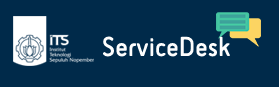 ITS
Institut
Teknologi
Sepuluh Nopember
ServiceDesk